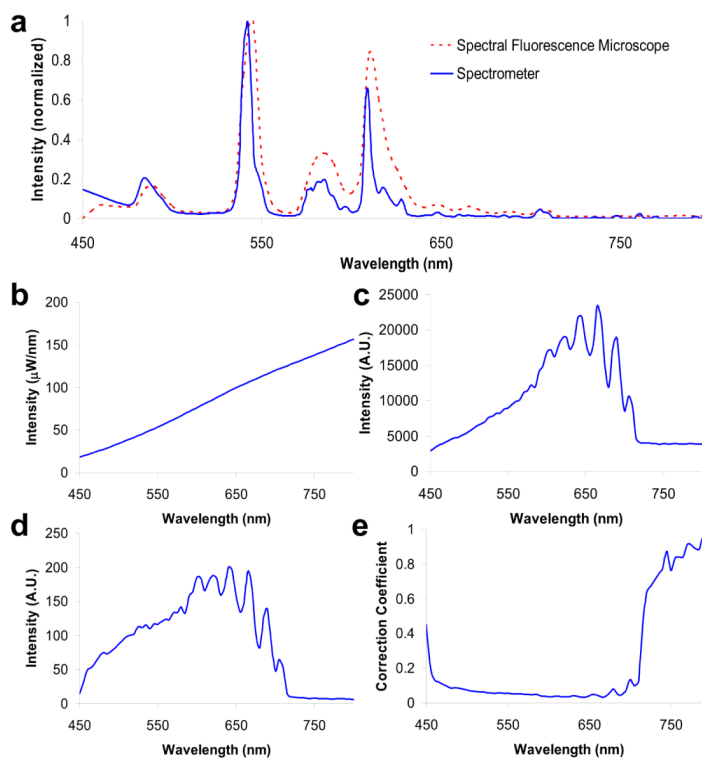 a
Intensity (normalized)
1
0.8
0.6
0.4
0.2
0
450
550
650
750
Wavelength (nm)
Spectral Fluorescence Microscope
Spectrometer
b
Intensity (µW/nm)
200
150
100
50
0
450
550
650
750
Wavelength (nm)
c
Intensity (A.U.)
25000
20000
15000
10000
5000
0
450
550
650
750
Wavelength (nm)
d
Intensity (A.U.)
250
200
150
100
50
0
450
550
650
750
Wavelength (nm)
e
Correction Coefficient
1
0.8
0.6
0.4
0.2
0
450
550
650
750
Wavelength (nm)